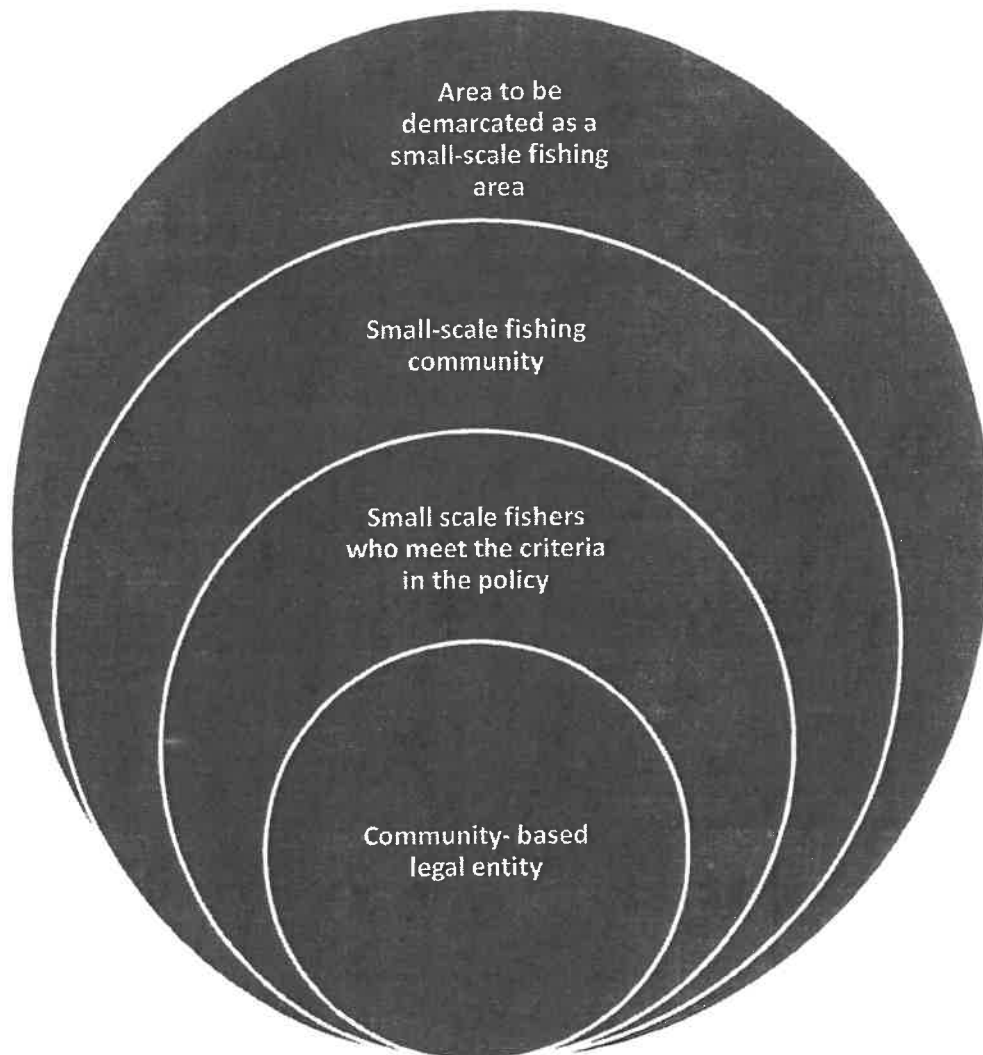 Area to be
demarcated as a
small-scale fishing
area
Small-scale fishing
community
Small scale fishers
who meet the criteria
in the policy
Community- based
legal entity